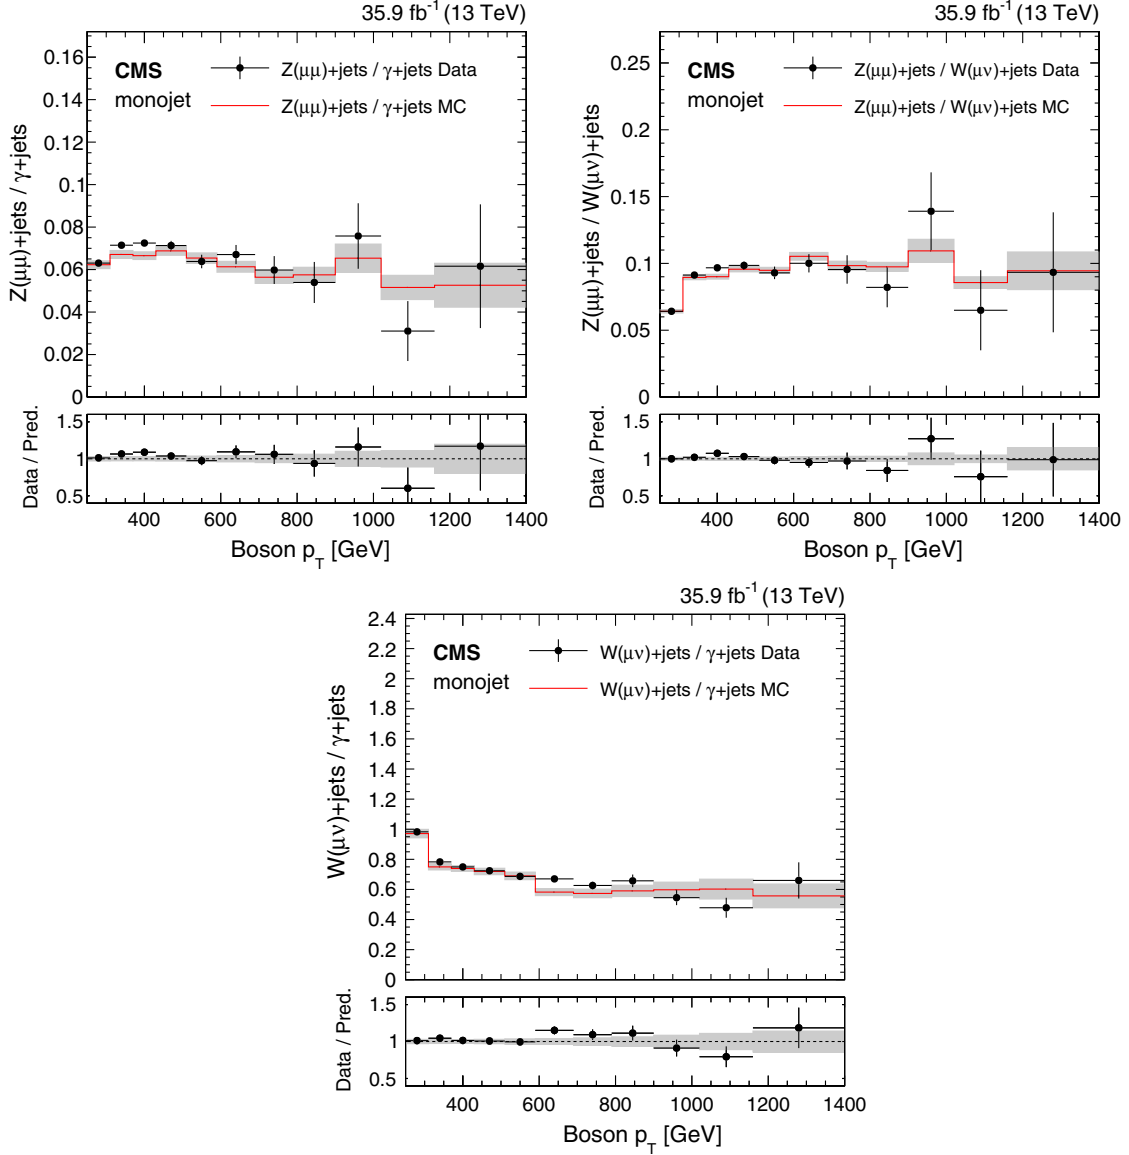 35.9 fb⁻¹ (13 TeV)
CMS
monojet
Z(μμ)+jets / γ+jets Data
Z(μμ)+jets / γ+jets MC
Z(μμ)+jets / γ+jets
0.16
0.14
0.12
0.1
0.08
0.06
0.04
0.02
0
Data / Pred.
1.5
1
0.5
400 600 800 1000 1200 1400
Boson p_T [GeV]
35.9 fb⁻¹ (13 TeV)
CMS
monojet
Z(μμ)+jets / W(μν)+jets Data
Z(μμ)+jets / W(μν)+jets MC
Z(μμ)+jets / W(μν)+jets
0.25
0.2
0.15
0.1
0.05
0
Data / Pred.
1.5
1
0.5
400 600 800 1000 1200 1400
Boson p_T [GeV]
35.9 fb⁻¹ (13 TeV)
CMS
monojet
W(μν)+jets / γ+jets Data
W(μν)+jets / γ+jets MC
W(μν)+jets / γ+jets
2.4
2.2
2
1.8
1.6
1.4
1.2
1
0.8
0.6
0.4
0.2
0
Data / Pred.
1.5
1
0.5
400 600 800 1000 1200 1400
Boson p_T [GeV]